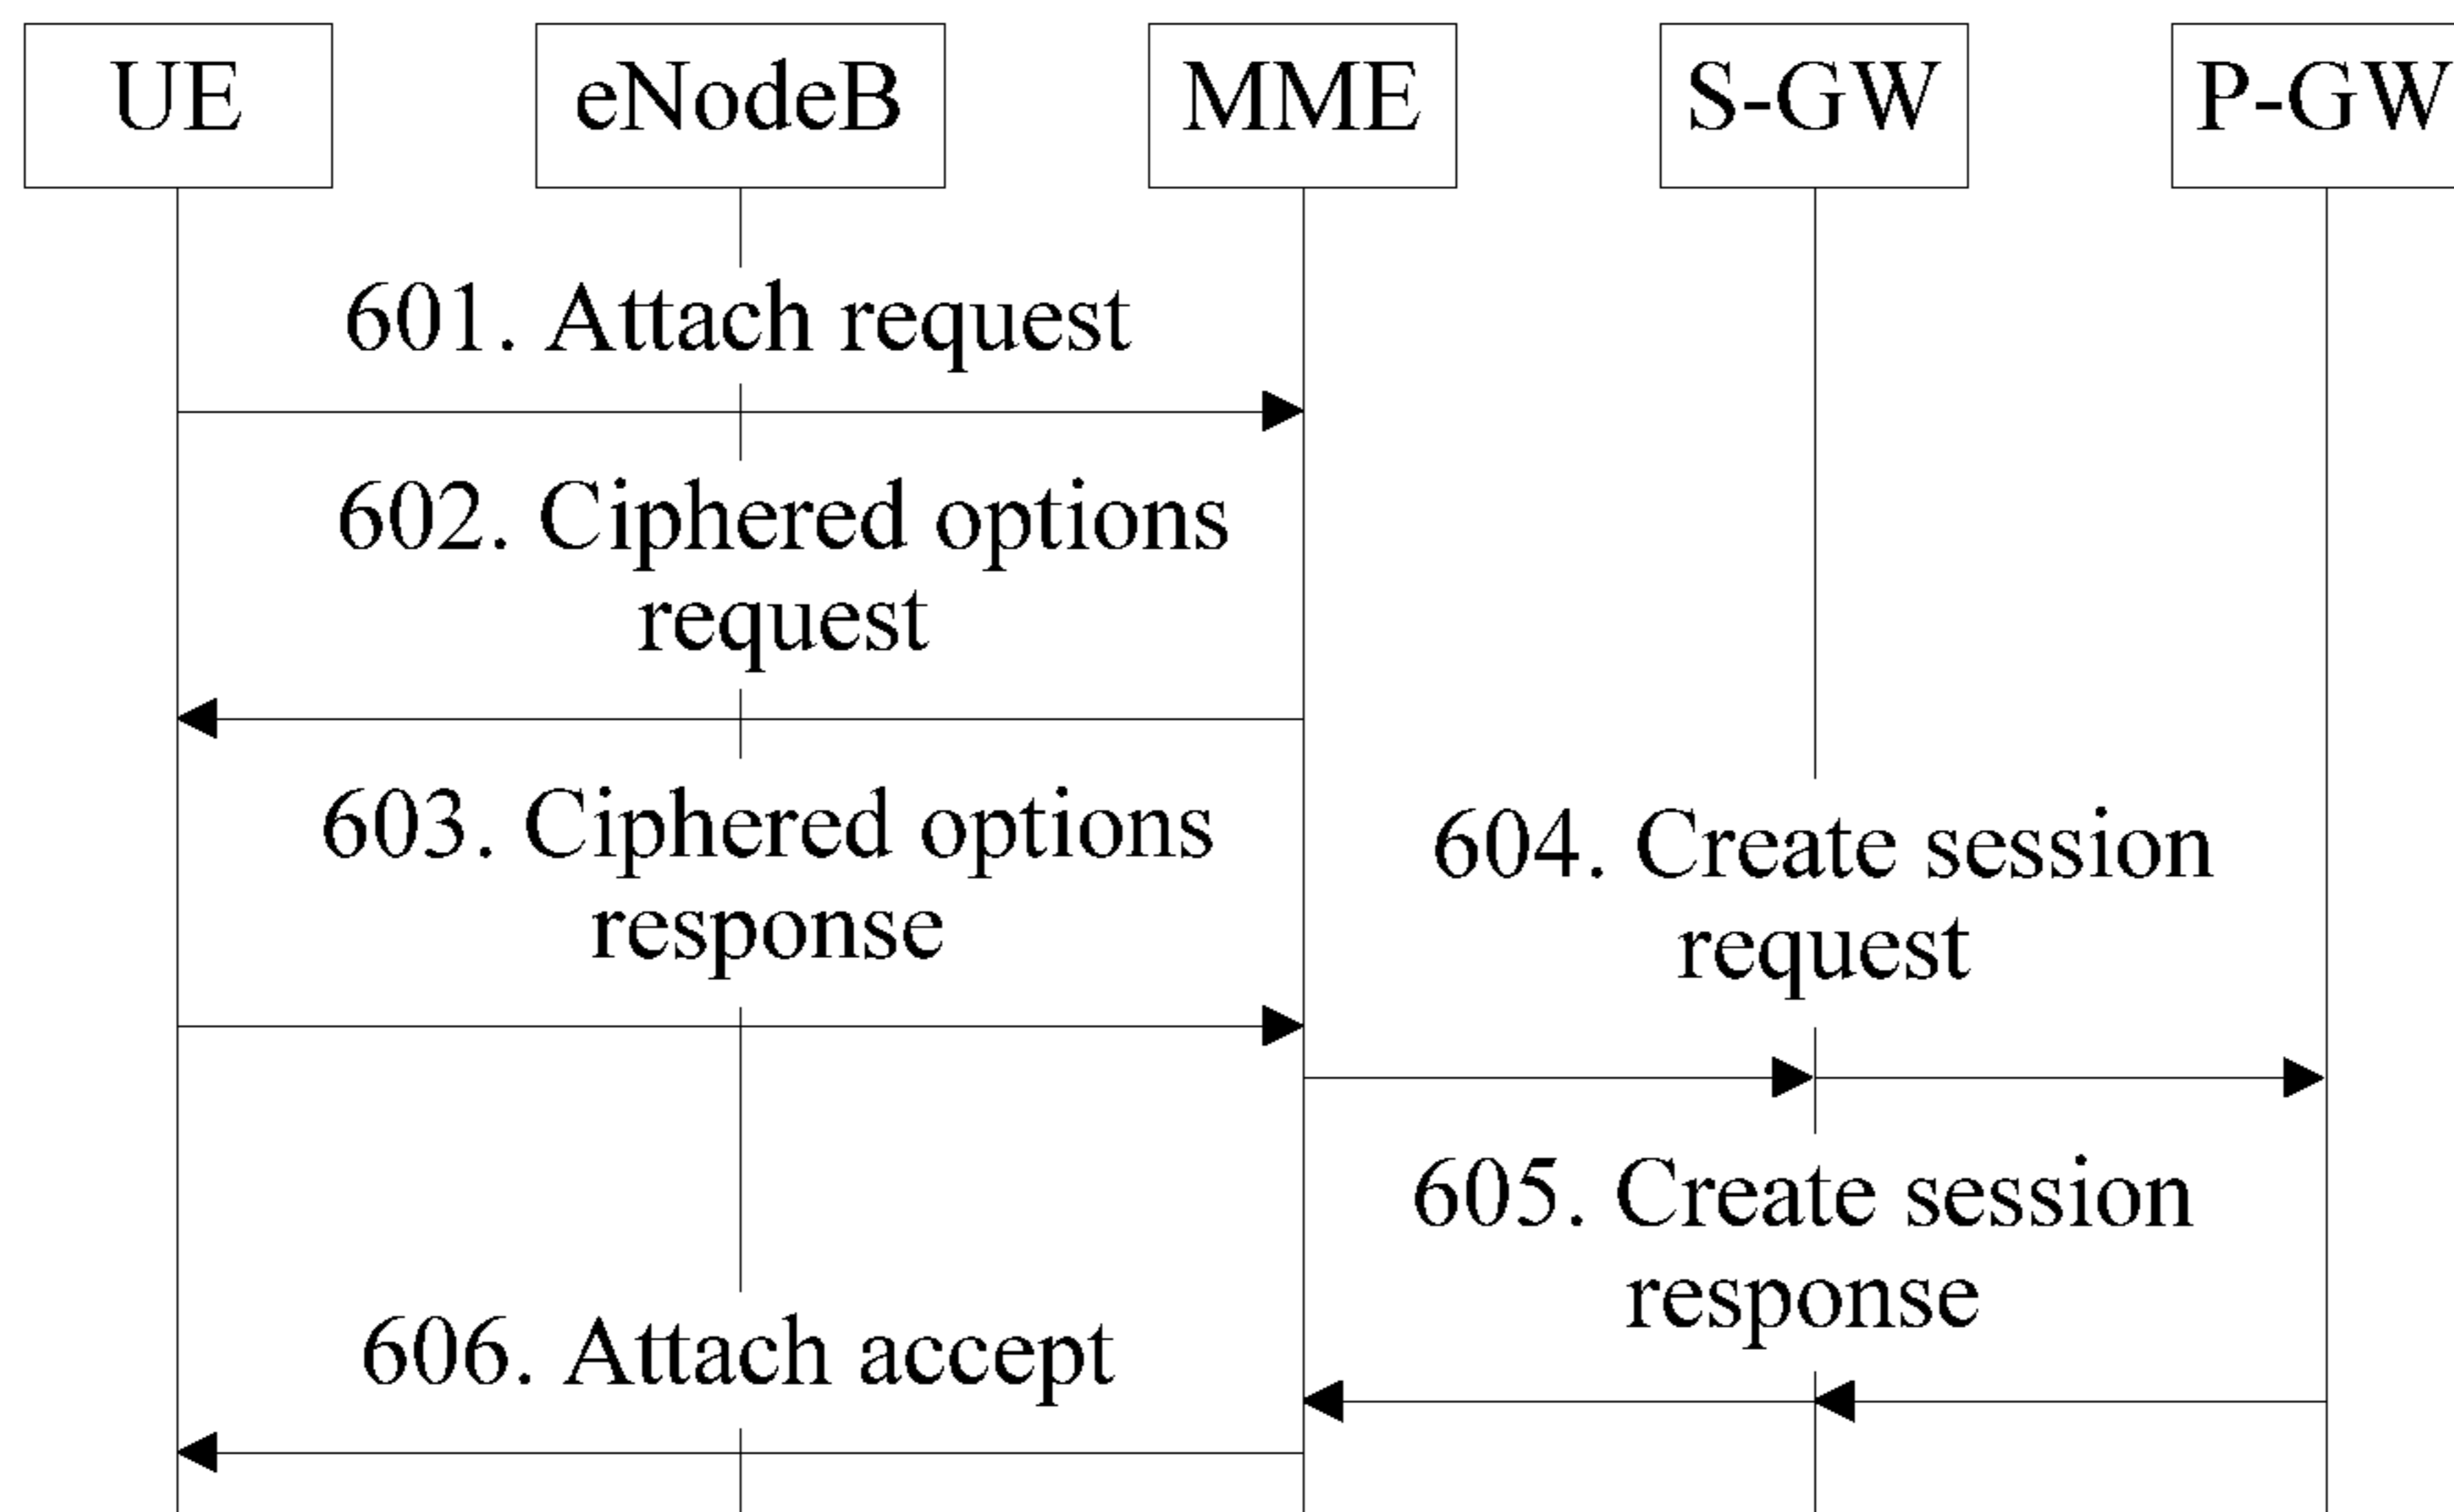 UE
eNodeB
MME
S-GW
P-GW
601. Attach request
602. Ciphered options
request
603. Ciphered options
response
604. Create session
request
605. Create session
response
606. Attach accept